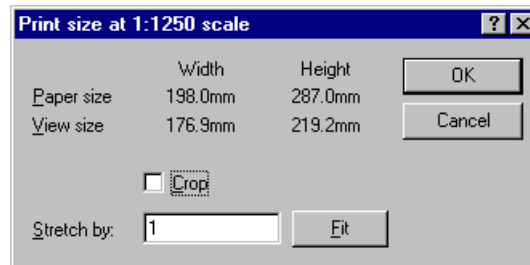 Print size at 1:1250 scale ? X
Width Height OK
Paper size 198.0mm 287.0mm
View size 176.9mm 219.2mm Cancel
Crop
Stretch by: 1 Fit